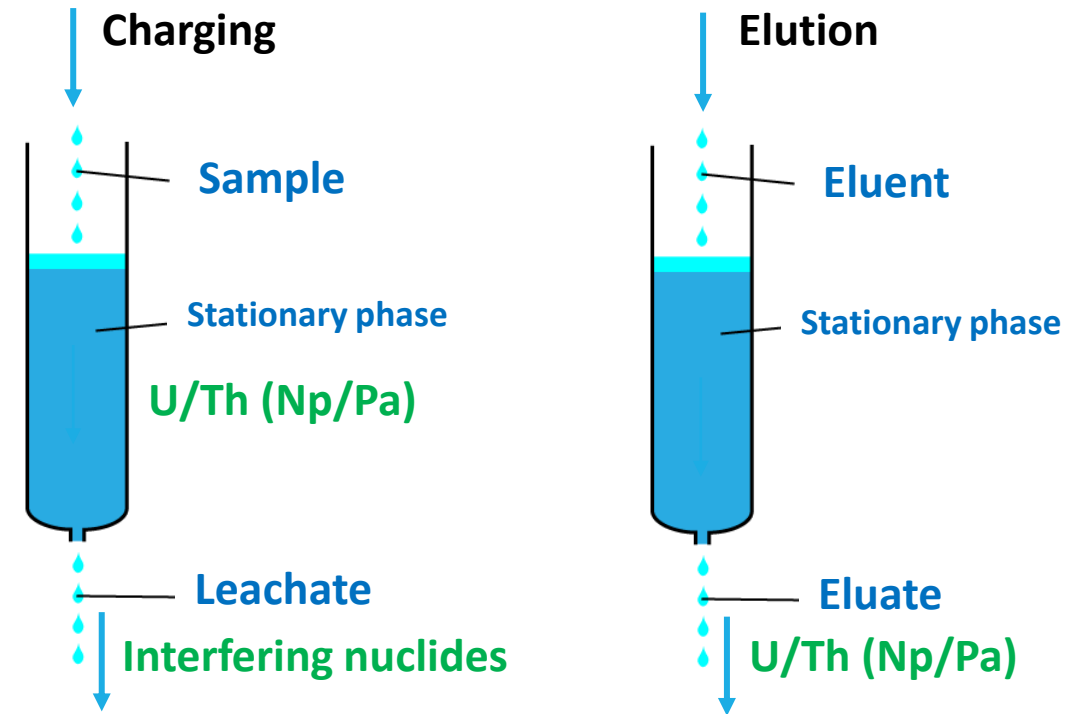 Charging
Sample
Stationary phase
U/Th (Np/Pa)
Leachate
Interfering nuclides
Elution
Eluent
Stationary phase
Eluate
U/Th (Np/Pa)